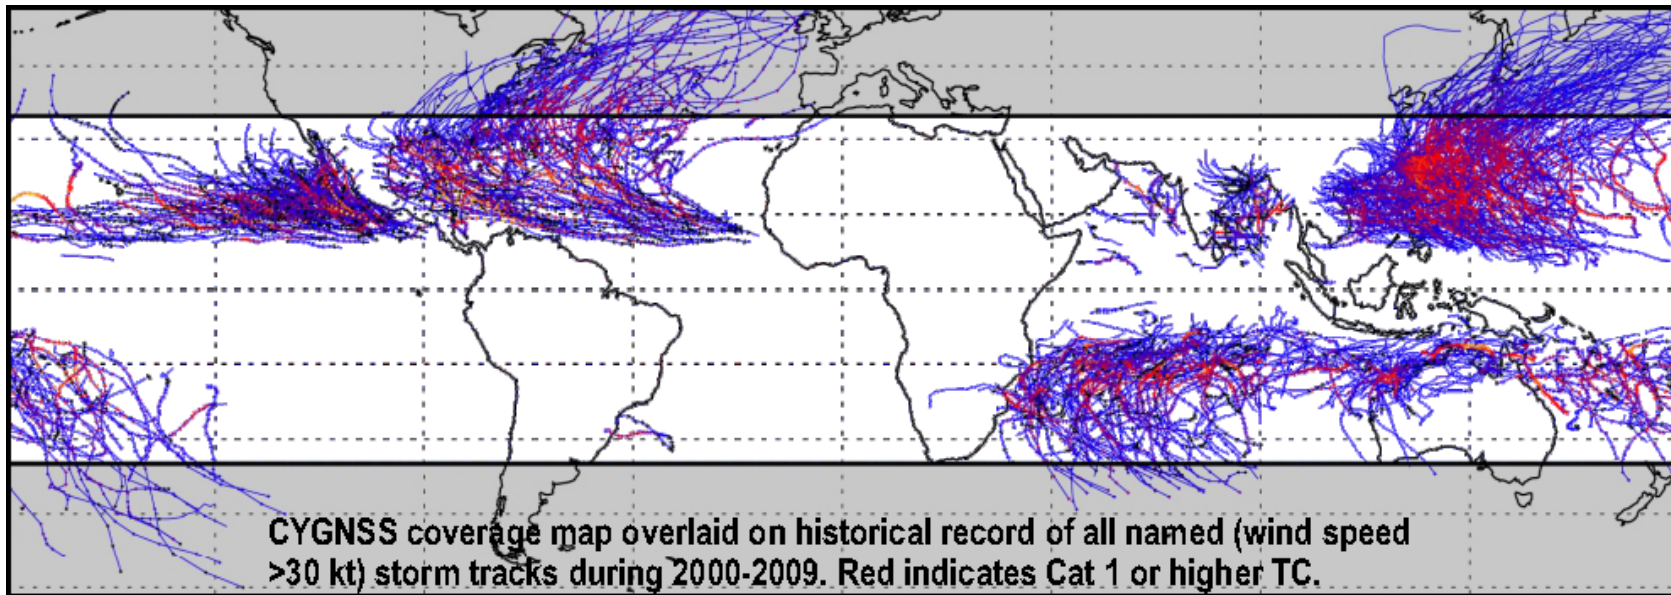 CYGNSS coverage map overlaid on historical record of all named (wind speed
>30 kt) storm tracks during 2000-2009. Red indicates Cat 1 or higher TC.